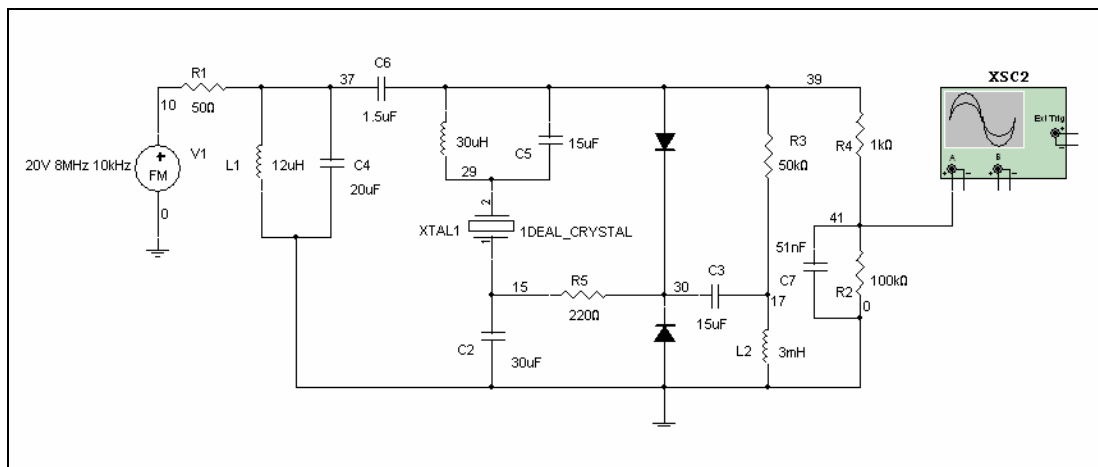 XSC2
Ext Trig
+
-
A
B
+ - + -
R1
50Ω
10
V1
+
FM
20V 8MHz 10kHz
0
L1
12uH
C4
20uF
37
C6
1.5uF
30uH
C5
15uF
29
2
XTAL1
1
1DEAL_CRYSTAL
15
R5
220Ω
C2
30uF
30
C3
15uF
17
L2
3mH
R3
50kΩ
39
R4
1kΩ
41
51nF
C7
R2
100kΩ
0